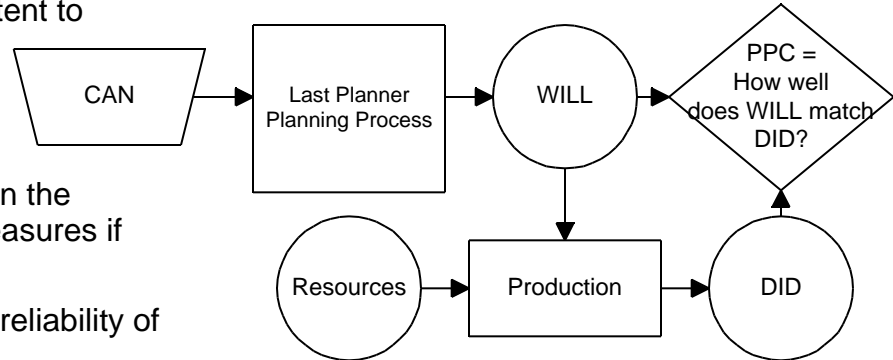 tent to
n the
easures if
reliability of
CAN
Last Planner
Planning Process
WILL
PPC =
How well
does WILL match
DID?
Resources
Production
DID